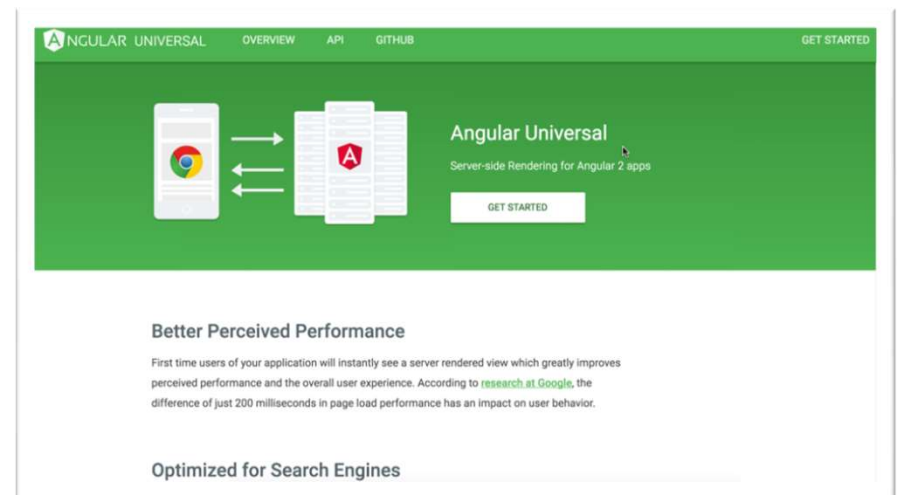 ANGULAR UNIVERSAL OVERVIEW API GITHUB GET STARTED
Angular Universal
Server-side Rendering for Angular 2 apps
GET STARTED
Better Perceived Performance
First time users of your application will instantly see a server rendered view which greatly improves
perceived performance and the overall user experience. According to research at Google, the
difference of just 200 milliseconds in page load performance has an impact on user behavior.
Optimized for Search Engines